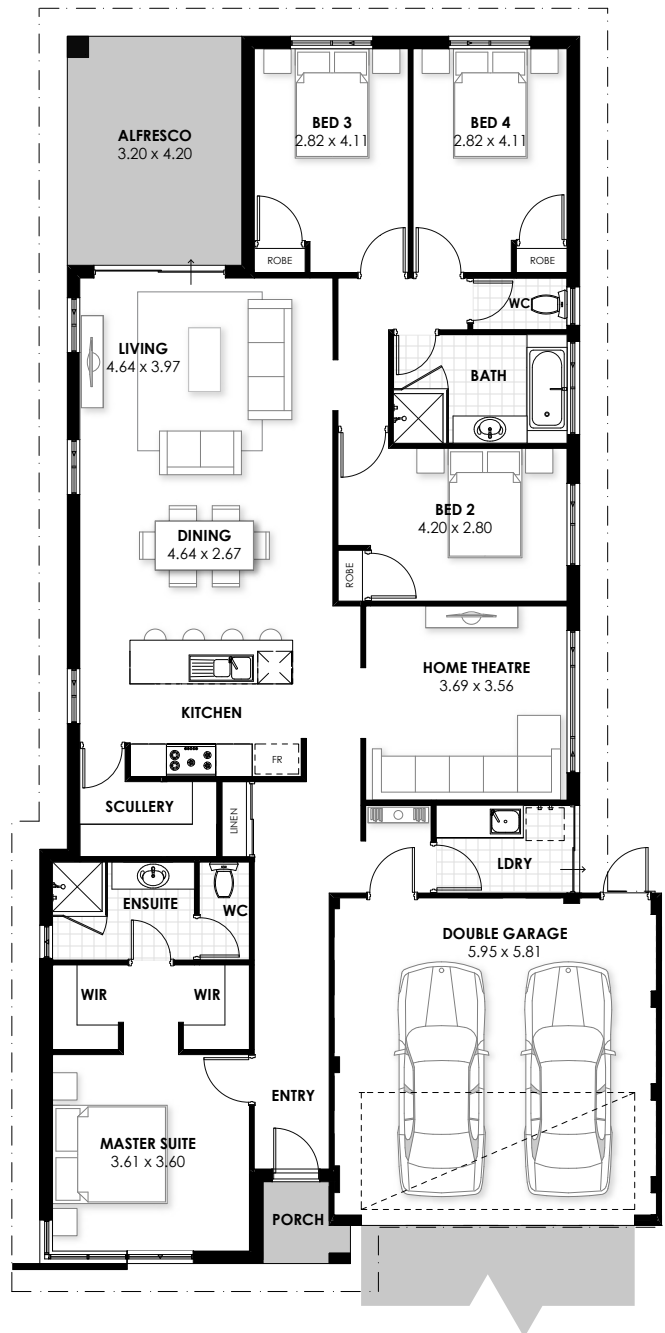 ALFRESCO
3.20 x 4.20
BED 3
2.82 x 4.11
BED 4
2.82 x 4.11
ROBE
ROBE
WC
LIVING
4.64 x 3.97
BATH
DINING
4.64 x 2.67
BED 2
4.20 x 2.80
ROBE
HOME THEATRE
3.69 x 3.56
KITCHEN
FR
SCULLERY
LINEN
LDRY
ENSUITE
WC
DOUBLE GARAGE
5.95 x 5.81
WIR
WIR
ENTRY
MASTER SUITE
3.61 x 3.60
PORCH